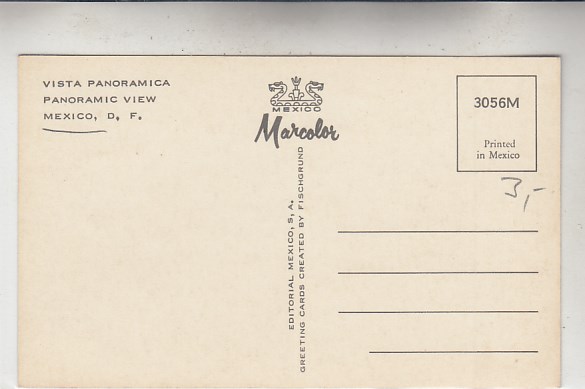 VISTA PANORAMICA
PANORAMIC VIEW
MEXICO, D. F.
MEXICO
Marcolor
EDITORIAL MEXICO, S, A.
GREETING CARDS CREATED BY FISCHGRUND
3056M
Printed
in Mexico
3,-